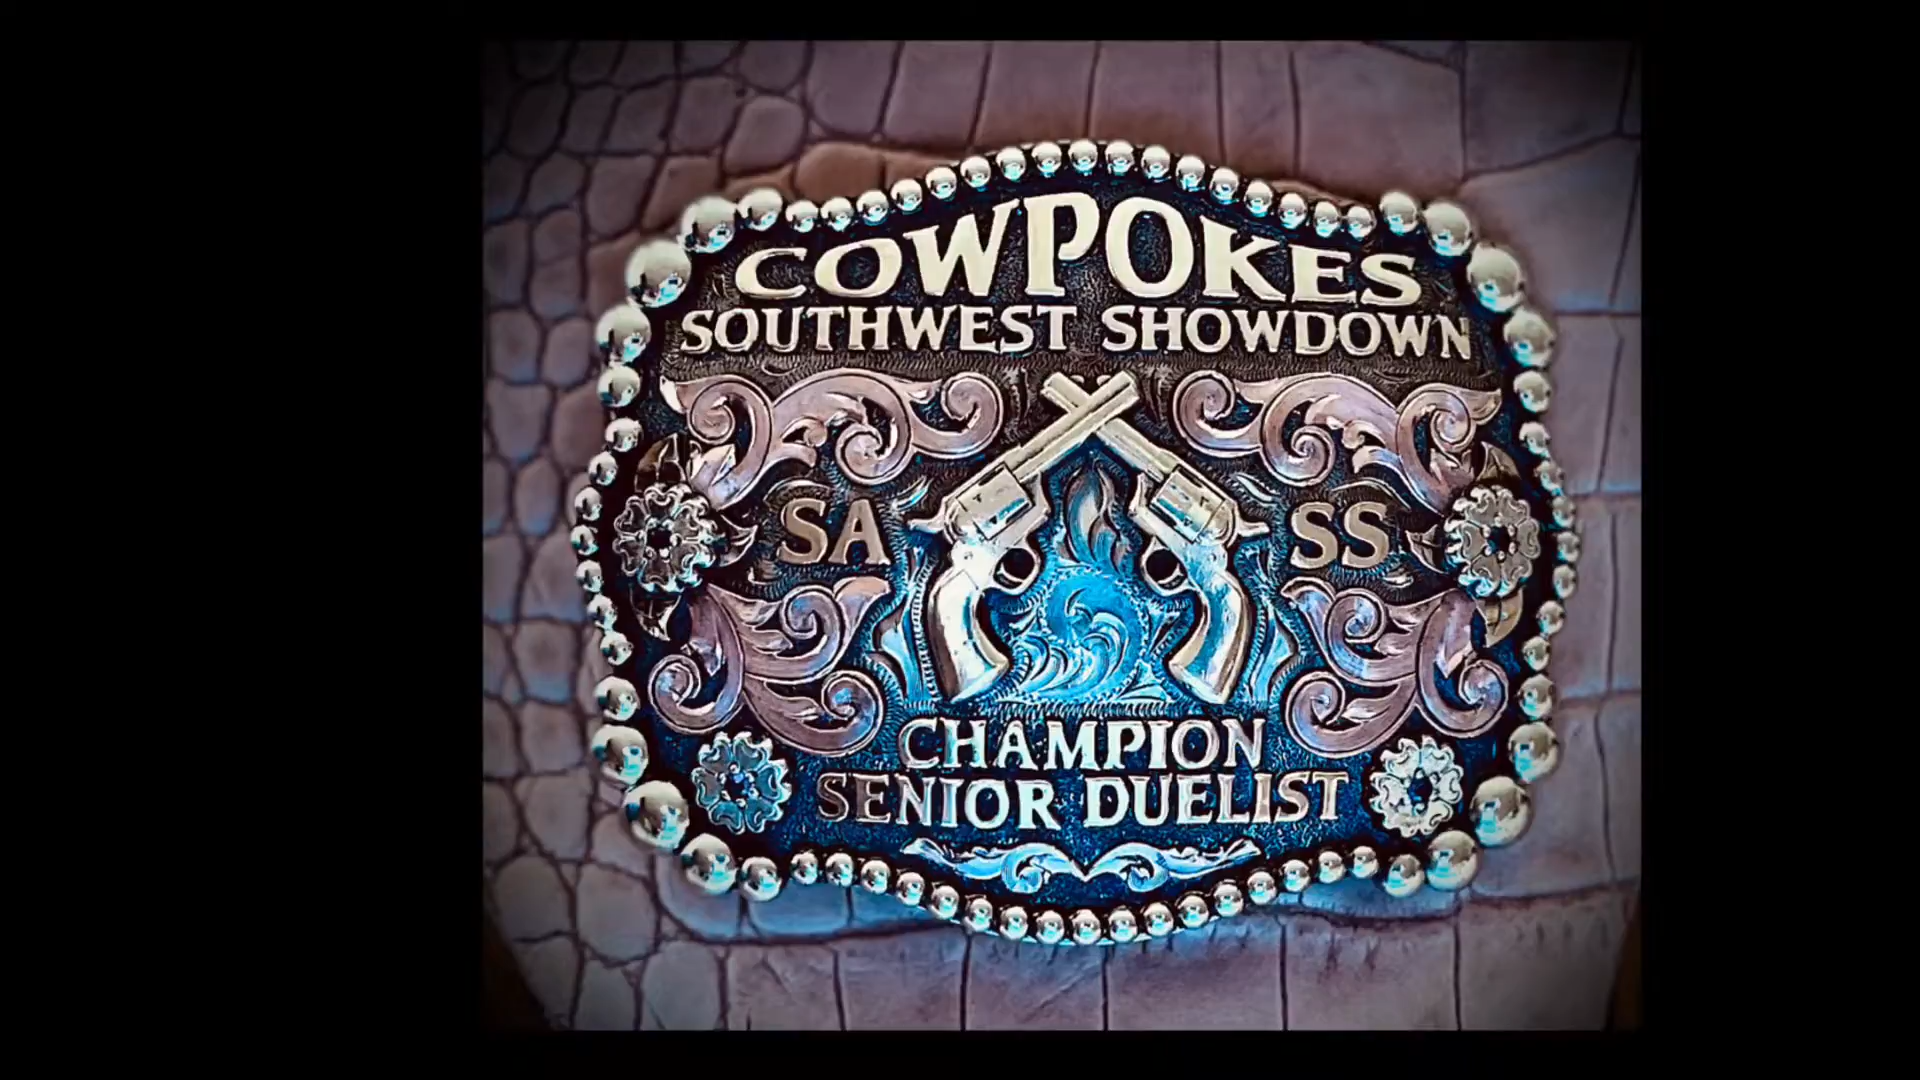 COWPOKES
SOUTHWEST SHOWDOWN
SA SS
CHAMPION
SENIOR DUELIST